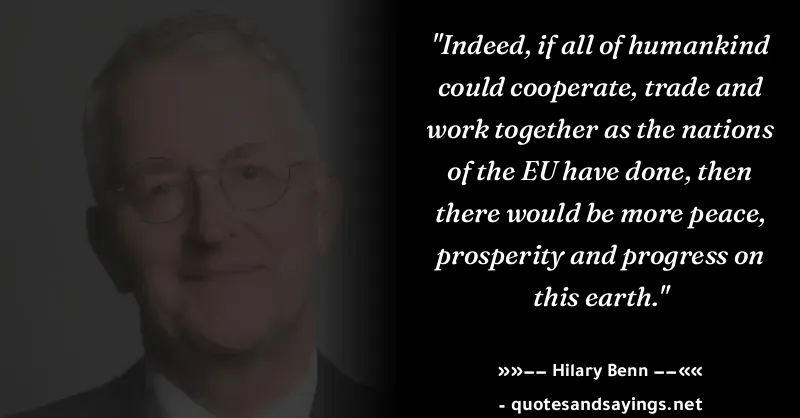 "Indeed, if all of humankind
could cooperate, trade and
work together as the nations
of the EU have done, then
there would be more peace,
prosperity and progress on
this earth."
»»−− Hilary Benn −−««
- quotesandsayings.net